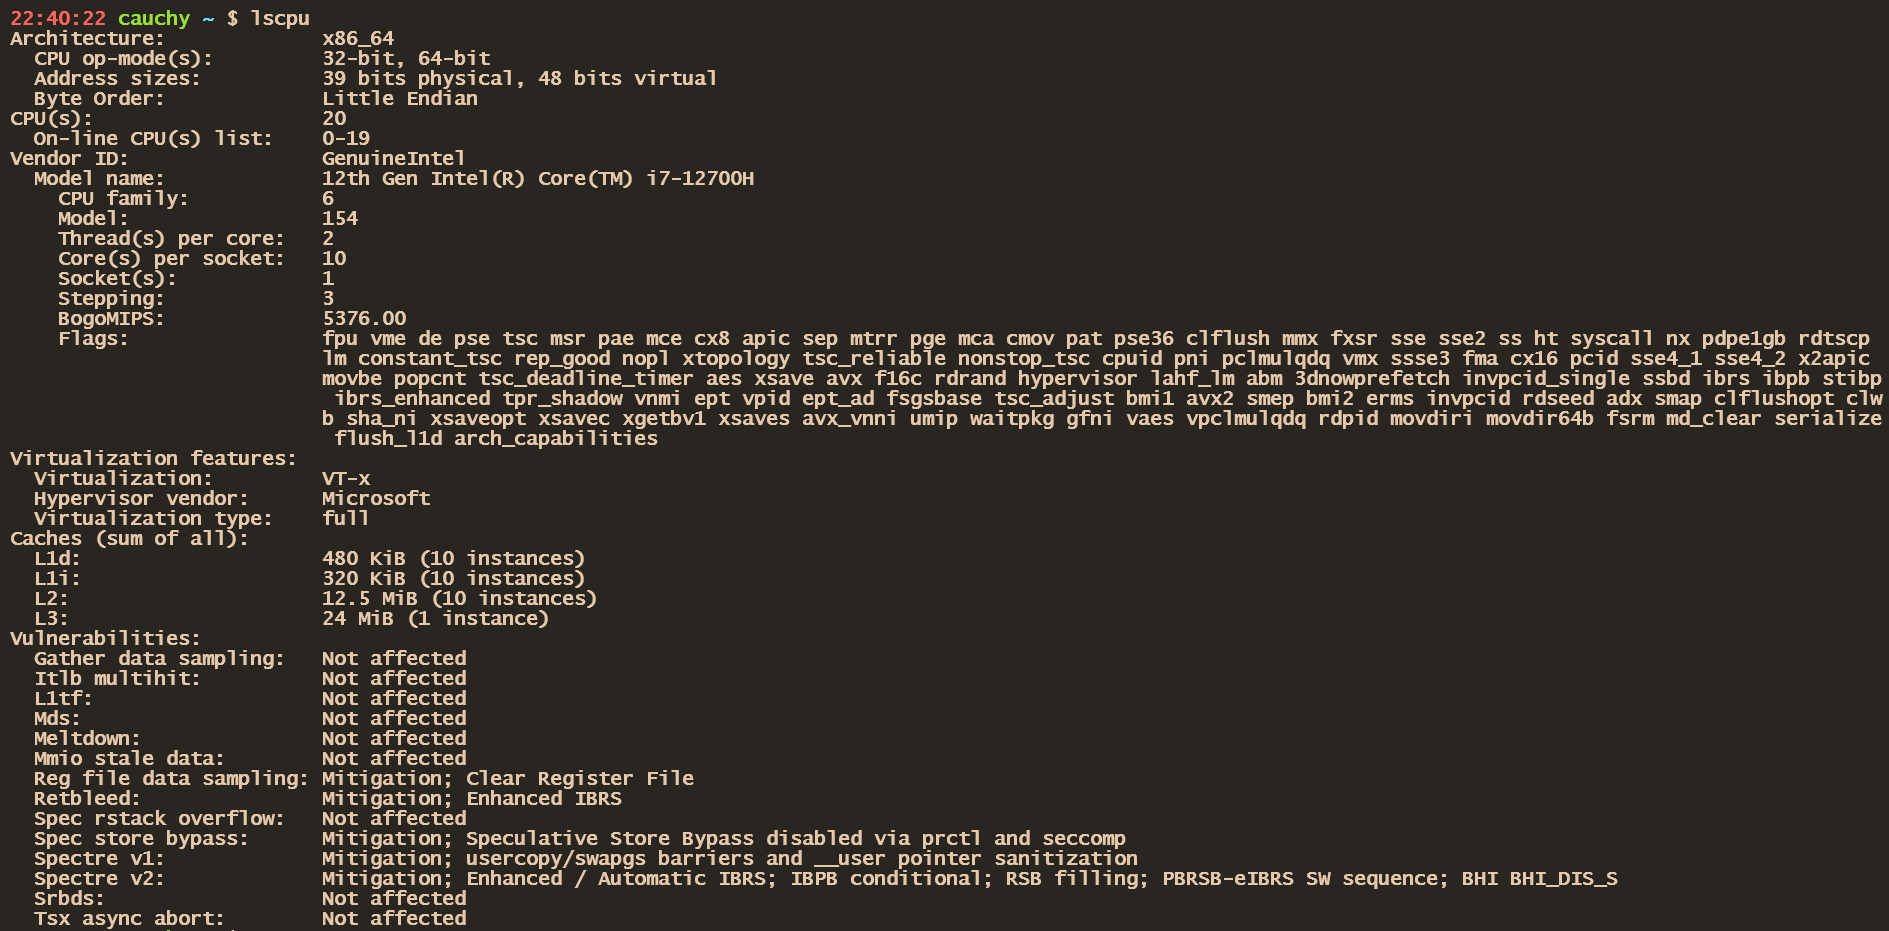 22:40:22 cauchy ~ $ lscpu
Architecture:             x86_64
  CPU op-mode(s):         32-bit, 64-bit
  Address sizes:          39 bits physical, 48 bits virtual
  Byte Order:             Little Endian
CPU(s):                   20
  On-line CPU(s) list:    0-19
Vendor ID:                GenuineIntel
  Model name:             12th Gen Intel(R) Core(TM) i7-12700H
    CPU family:           6
    Model:                154
    Thread(s) per core:   2
    Core(s) per socket:   10
    Socket(s):            1
    Stepping:             3
    BogoMIPS:             5376.00
    Flags:                fpu vme de pse tsc msr pae mce cx8 apic sep mtrr pge mca cmov pat pse36 clflush mmx fxsr sse sse2 ss ht syscall nx pdpe1gb rdtscp
                          lm constant_tsc rep_good nopl xtopology tsc_reliable nonstop_tsc cpuid pni pclmulqdq vmx ssse3 fma cx16 pcid sse4_1 sse4_2 x2apic
                          movbe popcnt tsc_deadline_timer aes xsave avx f16c rdrand hypervisor lahf_lm abm 3dnowprefetch invpcid_single ssbd ibrs ibpb stibp
                           ibrs_enhanced tpr_shadow vnmi ept vpid ept_ad fsgsbase tsc_adjust bmi1 avx2 smep bmi2 erms invpcid rdseed adx smap clflushopt clw
                          b sha_ni xsaveopt xsavec xgetbv1 xsaves avx_vnni umip waitpkg gfni vaes vpclmulqdq rdpid movdiri movdir64b fsrm md_clear serialize
                           flush_l1d arch_capabilities
Virtualization features:
  Virtualization:         VT-x
  Hypervisor vendor:      Microsoft
  Virtualization type:    full
Caches (sum of all):
  L1d:                    480 KiB (10 instances)
  L1i:                    320 KiB (10 instances)
  L2:                     12.5 MiB (10 instances)
  L3:                     24 MiB (1 instance)
Vulnerabilities:
  Gather data sampling:   Not affected
  Itlb multihit:          Not affected
  L1tf:                   Not affected
  Mds:                    Not affected
  Meltdown:               Not affected
  Mmio stale data:        Not affected
  Reg file data sampling: Mitigation; Clear Register File
  Retbleed:               Mitigation; Enhanced IBRS
  Spec rstack overflow:   Not affected
  Spec store bypass:      Mitigation; Speculative Store Bypass disabled via prctl and seccomp
  Spectre v1:             Mitigation; usercopy/swapgs barriers and __user pointer sanitization
  Spectre v2:             Mitigation; Enhanced / Automatic IBRS; IBPB conditional; RSB filling; PBRSB-eIBRS SW sequence; BHI BHI_DIS_S
  Srbds:                  Not affected
  Tsx async abort:        Not affected